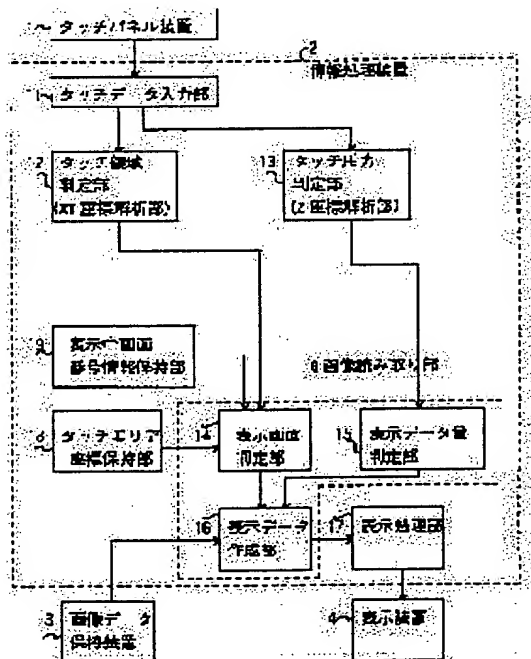 タッチパネル装置
2
情報処理装置
タッチデータ入力部
12 タッチ領域
判定部
(XY座標解析部)
13 タッチ圧力
判定部
(Z座標解析部)
9 表示中画面
番号情報保持部
6画像読み取り部
8 タッチエリア
座標保持部
14 表示画面
判定部
15 表示データ量
判定部
16 表示データ
作成部
17 表示処理部
3 画像データ
保持装置
4 表示装置